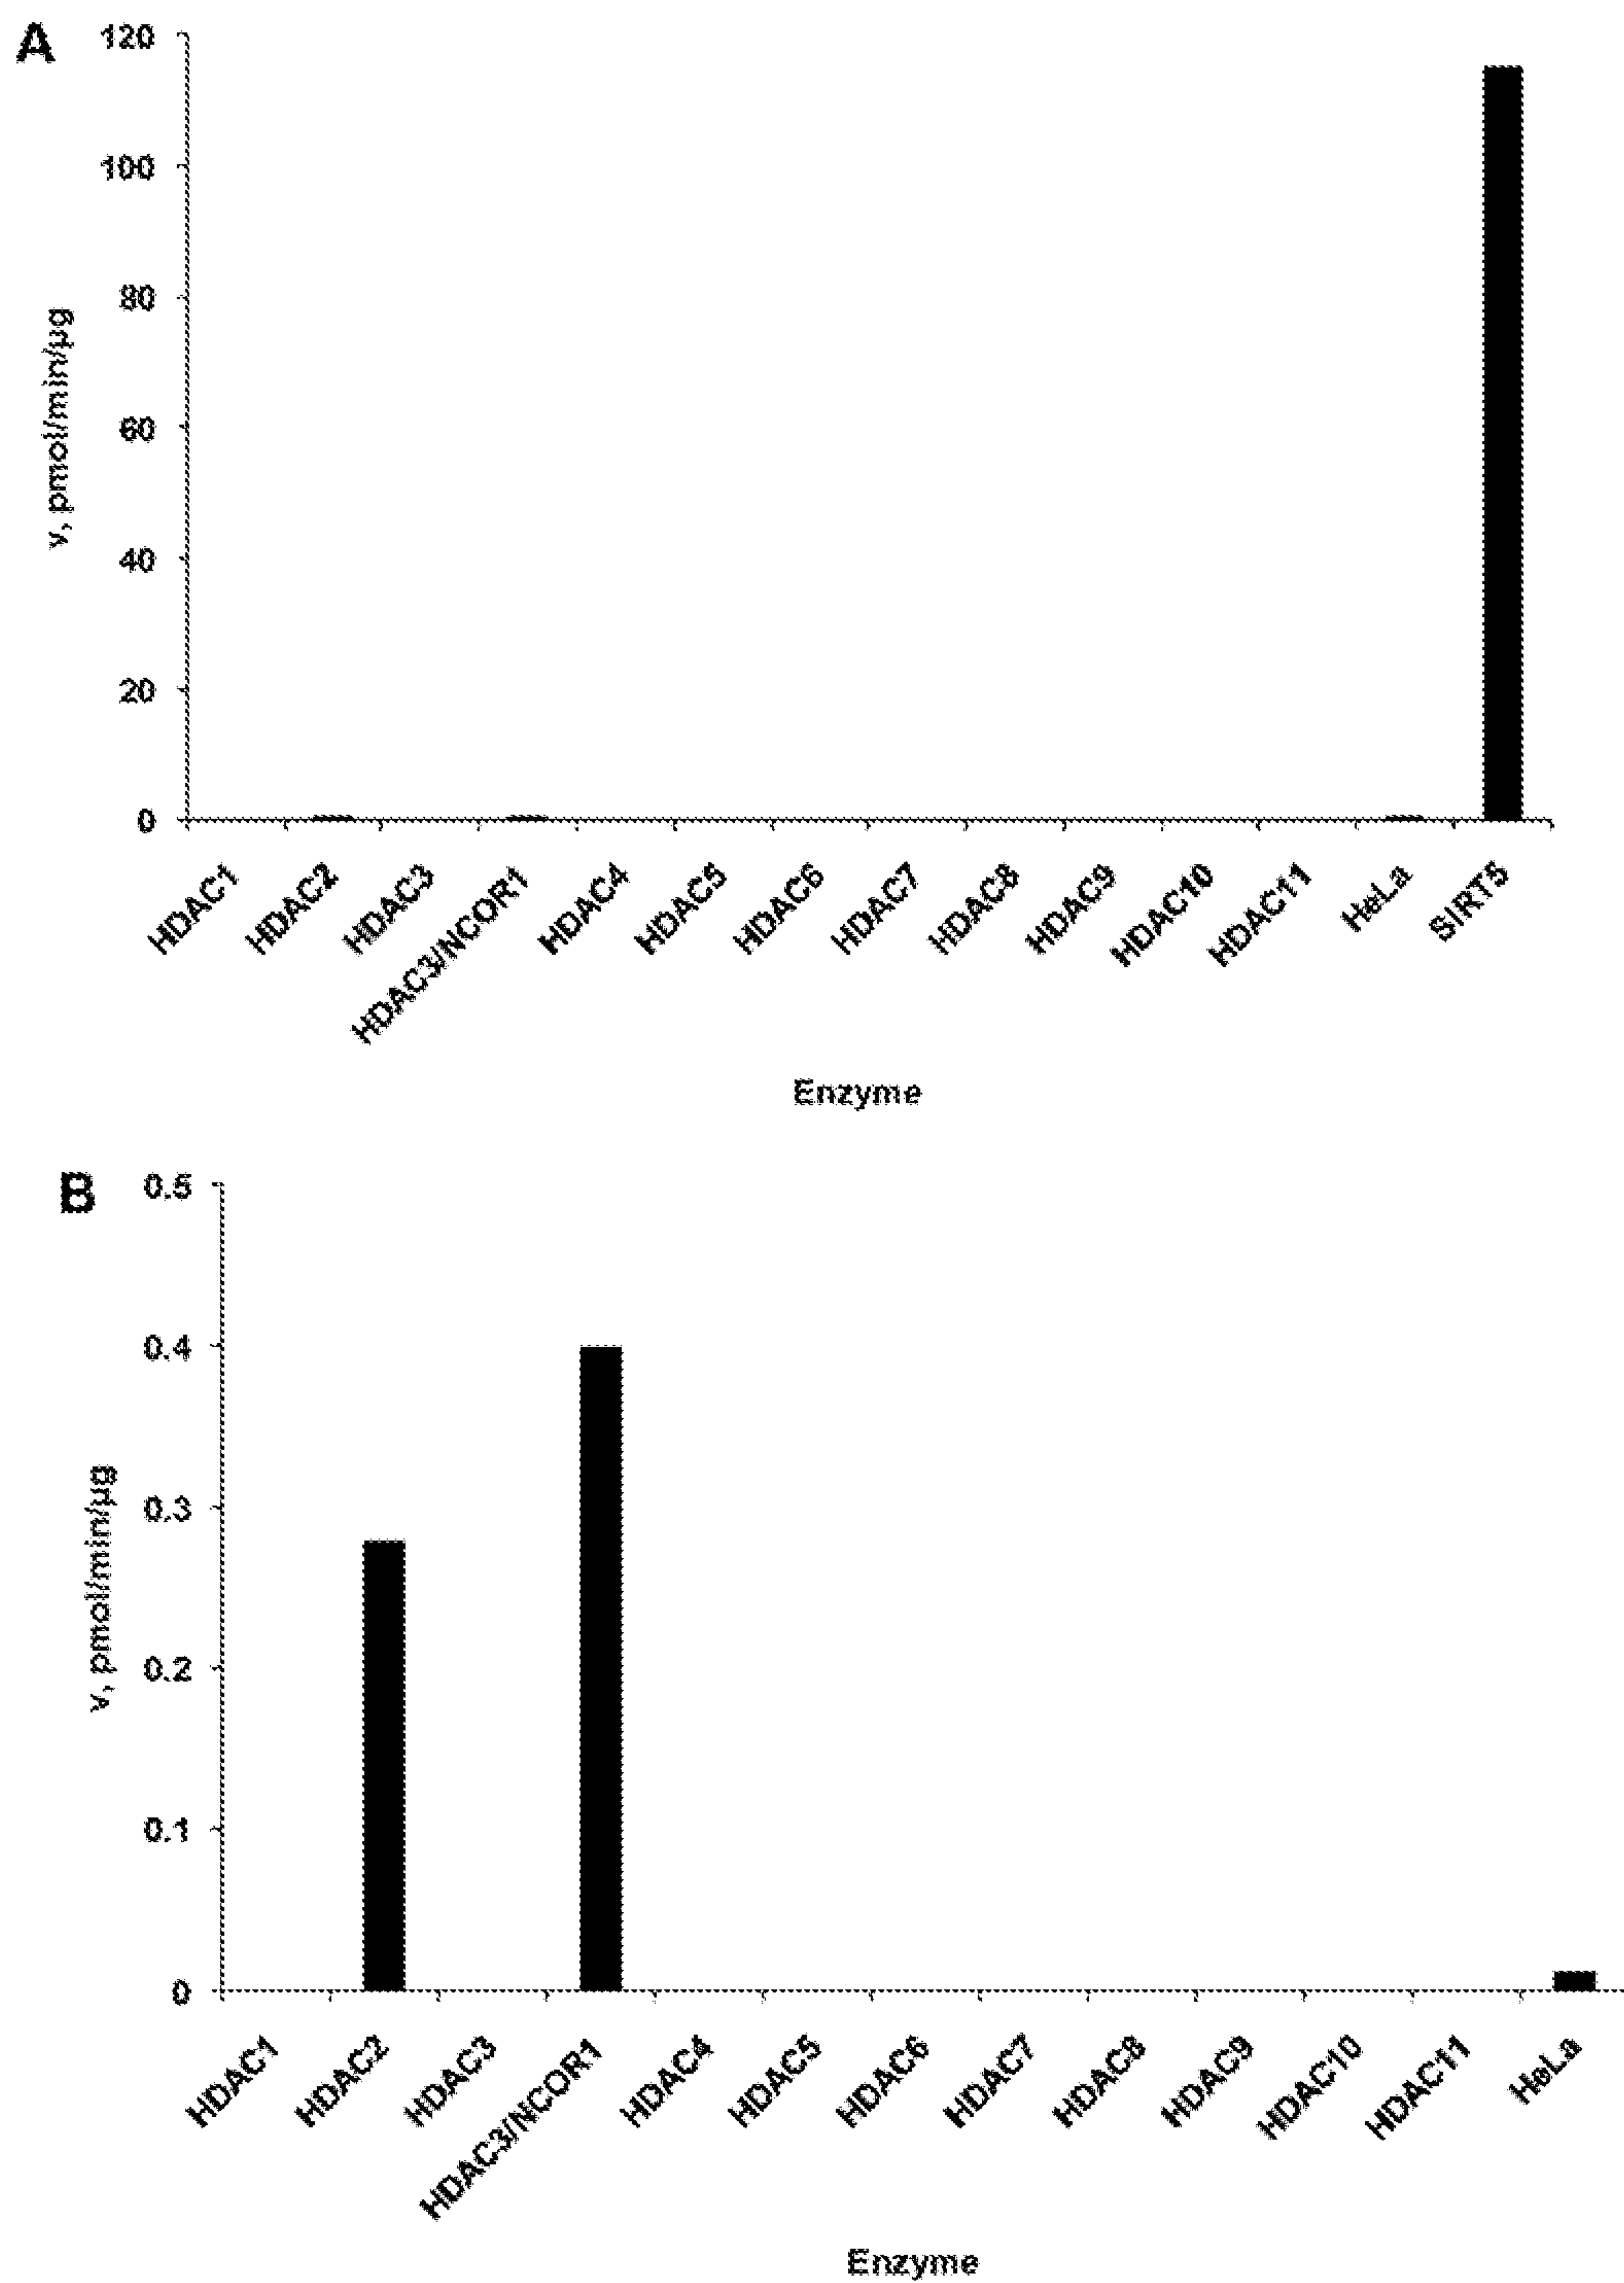 A
120
100
80
60
40
20
0
v, pmol/min/µg
HDAC1
HDAC2
HDAC3
HDAC3/NCOR1
HDAC4
HDAC5
HDAC6
HDAC7
HDAC8
HDAC9
HDAC10
HDAC11
HeLa
SIRT5
Enzyme
B
0.5
0.4
0.3
0.2
0.1
0
v, pmol/min/µg
HDAC1
HDAC2
HDAC3
HDAC3/NCOR1
HDAC4
HDAC5
HDAC6
HDAC7
HDAC8
HDAC9
HDAC10
HDAC11
HeLa
Enzyme